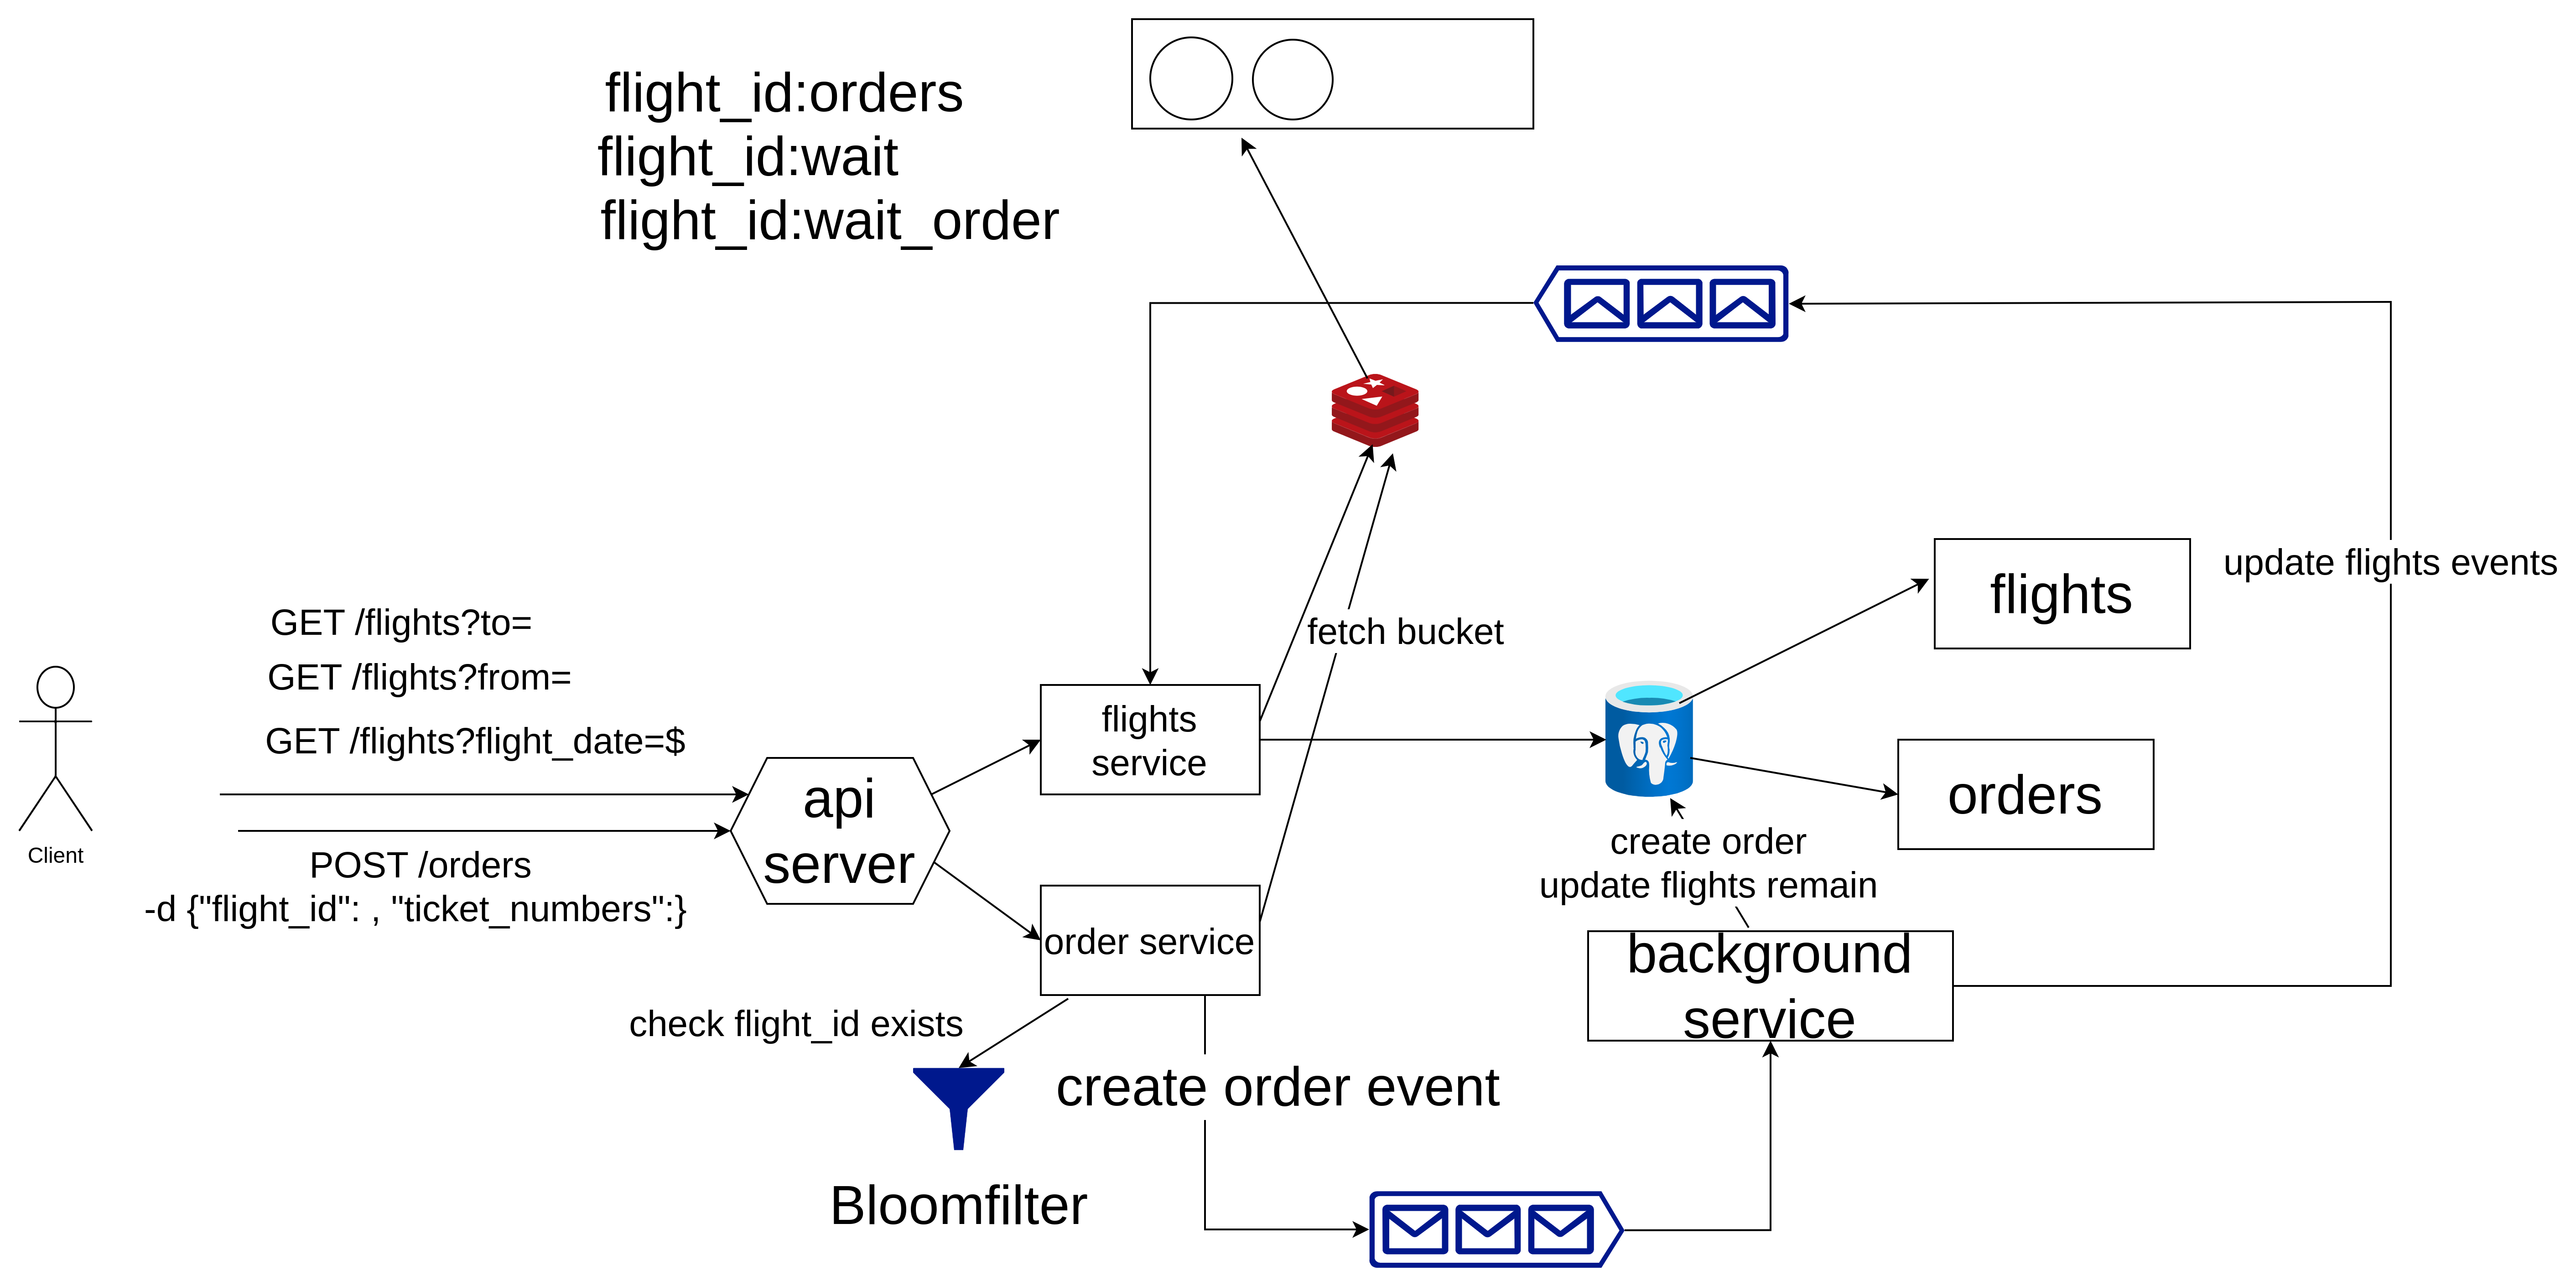 flight_id:orders
flight_id:wait
flight_id:wait_order
update flights events
flights
GET /flights?to=
fetch bucket
GET /flights?from=
GET /flights?flight_date=$
flights
service
api
server
orders
Client
POST /orders
-d {"flight_id": , "ticket_numbers":}
create order
update flights remain
order service
background
service
check flight_id exists
create order event
Bloomfilter